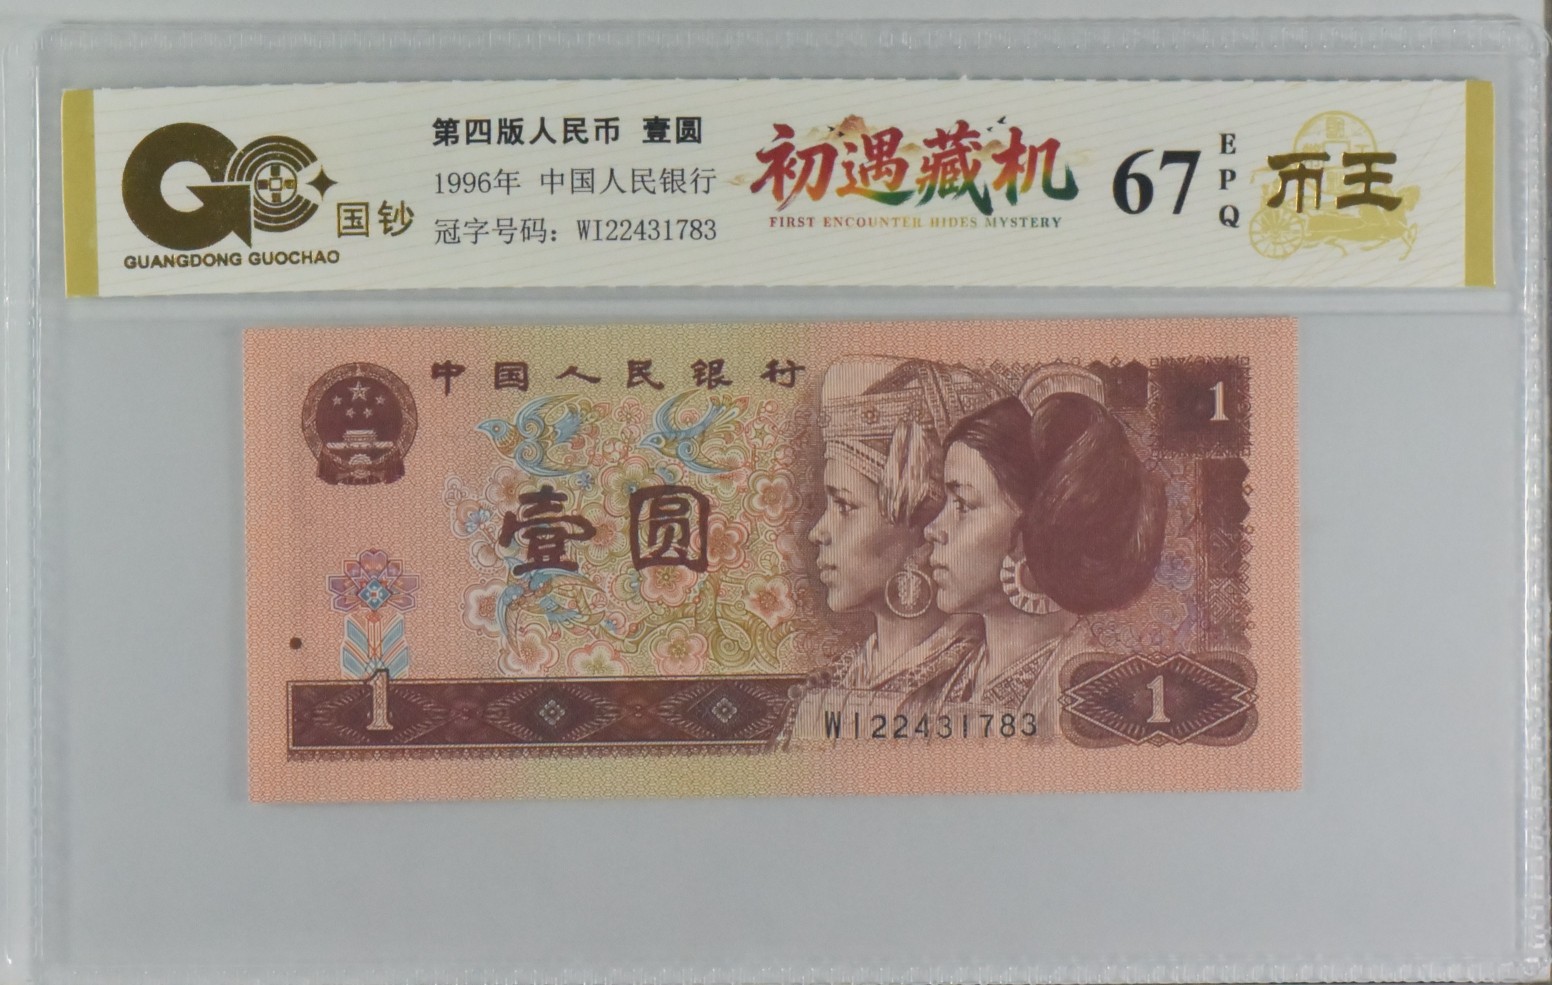 第四版人民币 壹圆
1996年 中国人民银行
冠字号码：WI22431783
国钞
GUANGDONG GUOCHAO
初遇藏机
FIRST ENCOUNTER HIDES MYSTERY
67
EPQ
币王
中国人民银行
1
壹圆
1
WI22431783
1